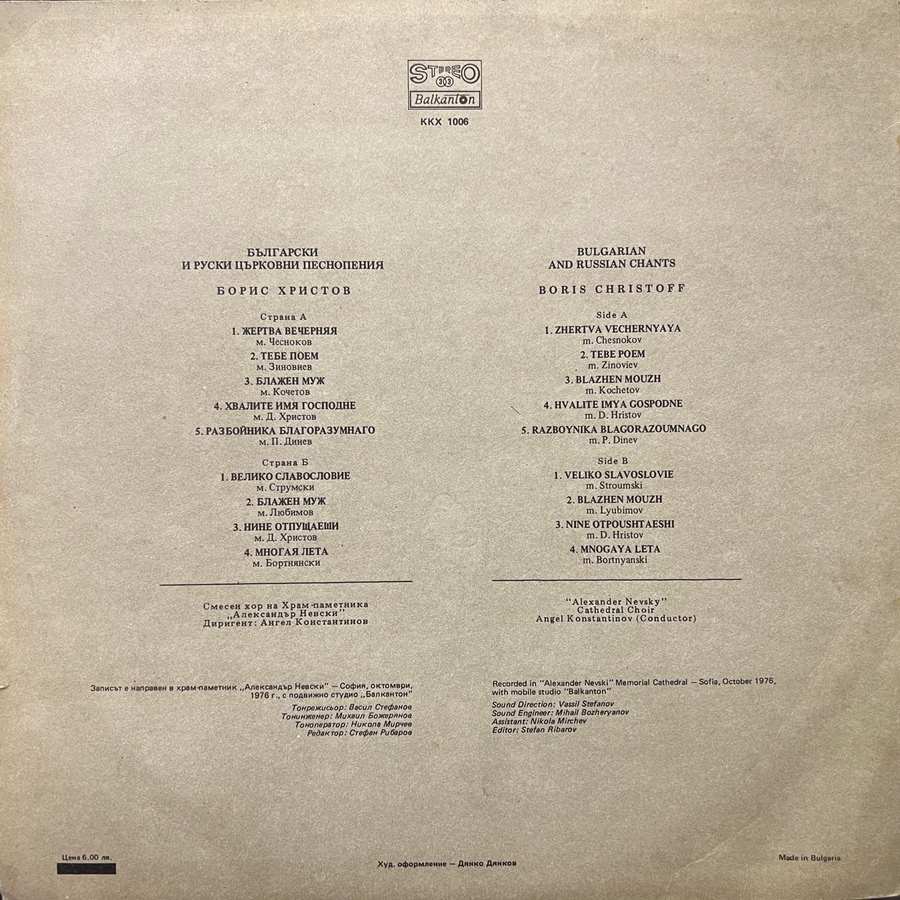 STEREO
33
Balkanton
ККХ 1006
БЪЛГАРСКИ
И РУСКИ ЦЪРКОВНИ ПЕСНОПЕНИЯ
БОРИС ХРИСТОВ
Страна А
1. ЖЕРТВА ВЕЧЕРНЯЯ
м. Чесноков
2. ТЕБЕ ПОЕМ
м. Зиновиев
3. БЛАЖЕН МУЖ
м. Кочетов
4. ХВАЛИТЕ ИМЯ ГОСПОДНЕ
м. Д. Христов
5. РАЗБОЙНИКА БЛАГОРАЗУМНАГО
м. П. Динев
Страна Б
1. ВЕЛИКО СЛАВОСЛОВИЕ
м. Струмски
2. БЛАЖЕН МУЖ
м. Любимов
3. НИНЕ ОТПУЩАЕШИ
м. Д. Христов
4. МНОГАЯ ЛЕТА
м. Бортнянски
Смесен хор на Храм-паметника
„Александър Невски"
Диригент: Ангел Константинов
Записът е направен в храм-паметник „Александър Невски" — София, октомври,
1976 г., с подвижно студио „Балкантон"
Тонрежисьор: Васил Стефанов
Тонинженер: Михаил Божерянов
Тоноператор: Никола Мирчев
Редактор: Стефан Рибаров
BULGARIAN
AND RUSSIAN CHANTS
BORIS CHRISTOFF
Side A
1. ZHERTVA VECHERNYAYA
m. Chesnokov
2. TEBE POEM
m. Zinoviev
3. BLAZHEN MOUZH
m. Kochetov
4. HVALITE IMYA GOSPODNE
m. D. Hristov
5. RAZBOYNIKA BLAGORAZOUMNAGO
m. P. Dinev
Side B
1. VELIKO SLAVOSLOVIE
m. Stroumski
2. BLAZHEN MOUZH
m. Lyubimov
3. NINE OTPOUSHTAESHI
m. D. Hristov
4. MNOGAYA LETA
m. Bortnyanski
"Alexander Nevsky"
Cathedral Choir
Angel Konstantinov (Conductor)
Recorded in "Alexander Nevski" Memorial Cathedral — Sofia, October 1976,
with mobile studio "Balkanton"
Sound Direction: Vassil Stefanov
Sound Engineer: Mihail Bozheryanov
Assistant: Nikola Mirchev
Editor: Stefan Ribarov
Цена 6,00 лв.
Худ. оформление — Дянко Дянков
Made in Bulgaria